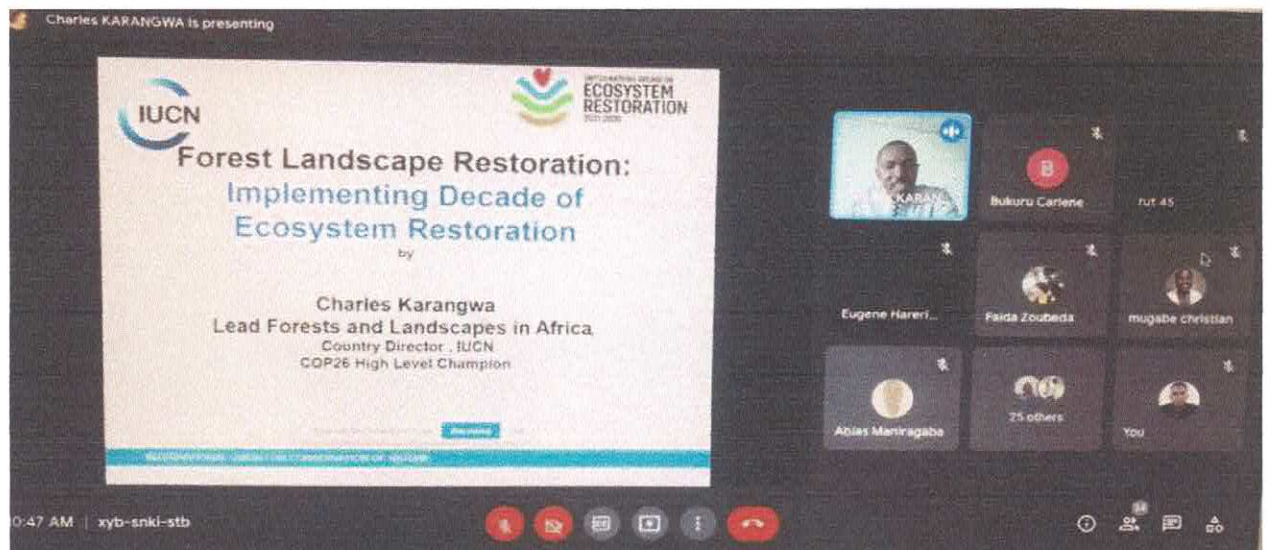 Charles KARANGWA is presenting
IUCN
ECOSYSTEM
RESTORATION
Forest Landscape Restoration:
Implementing Decade of
Ecosystem Restoration
by
Charles Karangwa
Lead Forests and Landscapes in Africa
Country Director , IUCN
COP26 High Level Champion
KARAN
B
Bukuru Carlene
rut 45
Eugene Hareri...
Faida Zoubeda
mugabe christian
Abias Maniragaba
25 others
You
0:47 AM | xyb-snki-stb